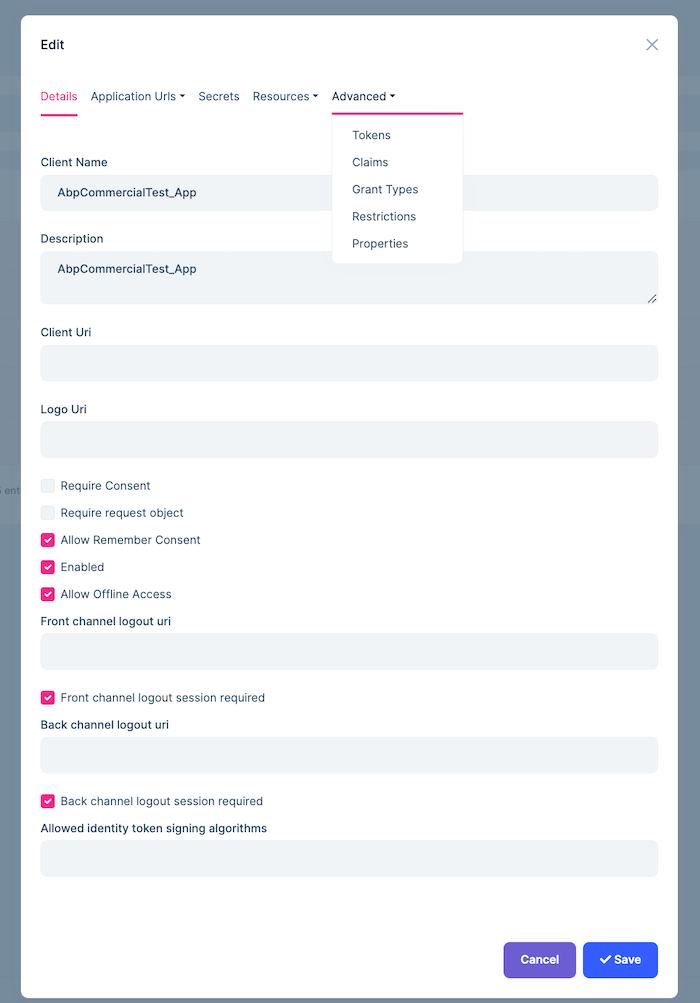 Edit
Details Application Urls Secrets Resources Advanced
Tokens
Claims
Grant Types
Restrictions
Properties
Client Name
AbpCommercialTest_App
Description
AbpCommercialTest_App
Client Uri
Logo Uri
Require Consent
Require request object
Allow Remember Consent
Enabled
Allow Offline Access
Front channel logout uri
Front channel logout session required
Back channel logout uri
Back channel logout session required
Allowed identity token signing algorithms
Cancel Save